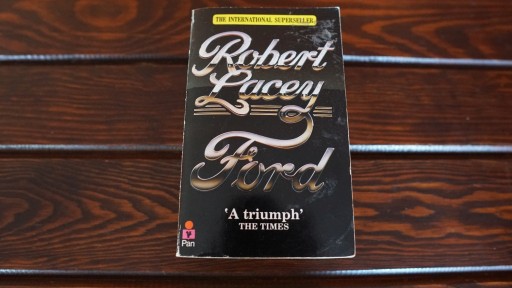 THE INTERNATIONAL SUPERSELLER
Robert
Lacey
Ford
'A triumph'
THE TIMES
Pan